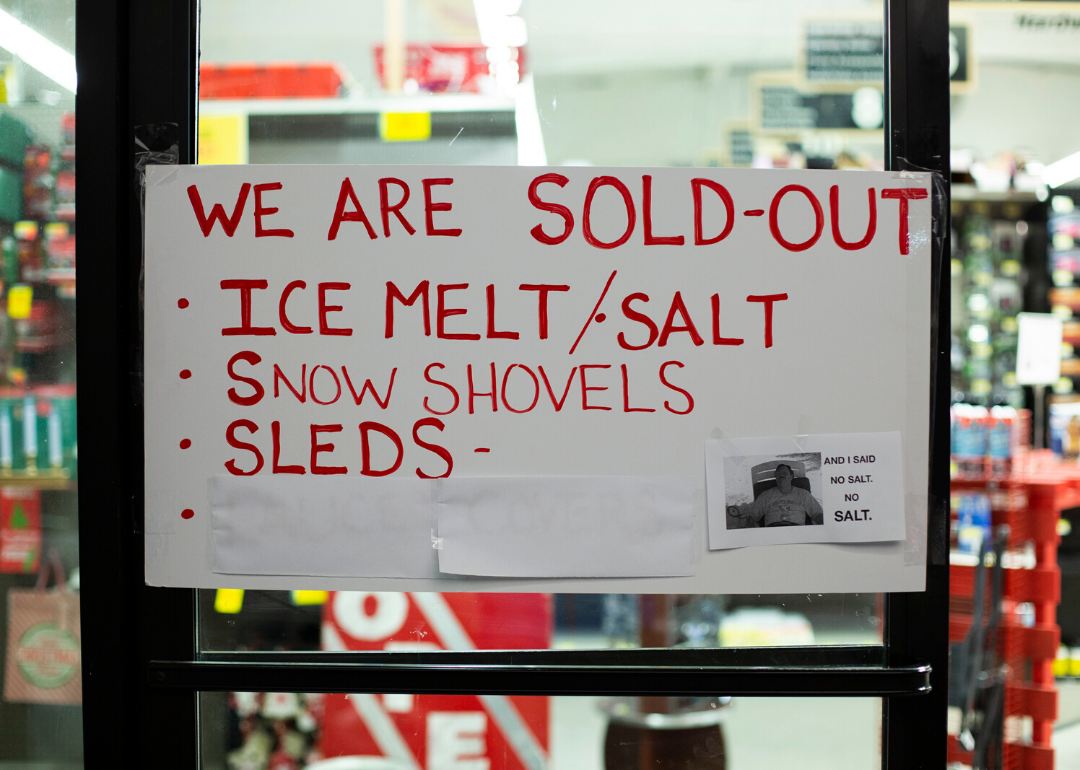 WE ARE SOLD-OUT
• ICE MELT/SALT
• SNOW SHOVELS
• SLEDS-
•
AND I SAID
NO SALT.
NO
SALT.